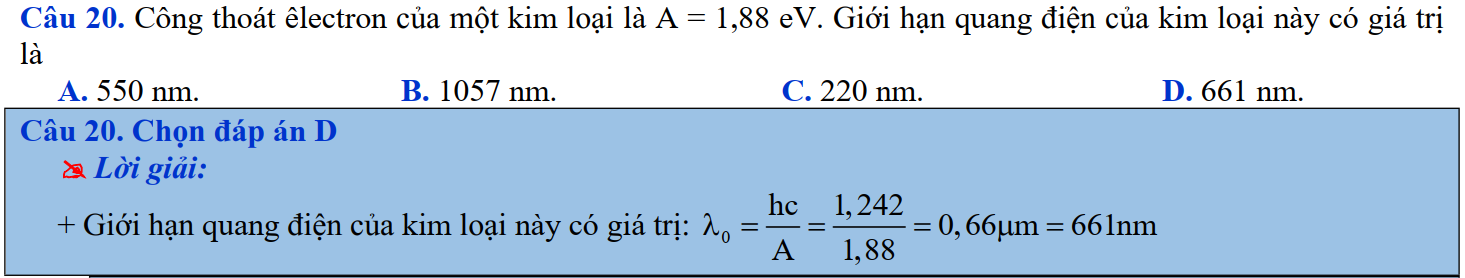 Câu 20. Công thoát êlectron của một kim loại là A = 1,88 eV. Giới hạn quang điện của kim loại này có giá trị
là
A. 550 nm. B. 1057 nm. C. 220 nm. D. 661 nm.
Câu 20. Chọn đáp án D
Lời giải:
+ Giới hạn quang điện của kim loại này có giá trị: λ₀ = hc/A = 1,242/1,88 = 0,66μm = 661nm